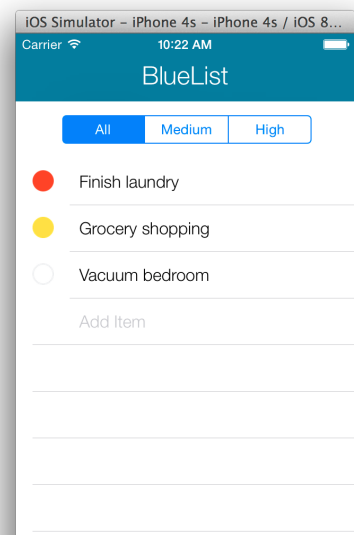 iOS Simulator – iPhone 4s – iPhone 4s / iOS 8...
Carrier 10:22 AM
BlueList
All Medium High
Finish laundry
Grocery shopping
Vacuum bedroom
Add Item